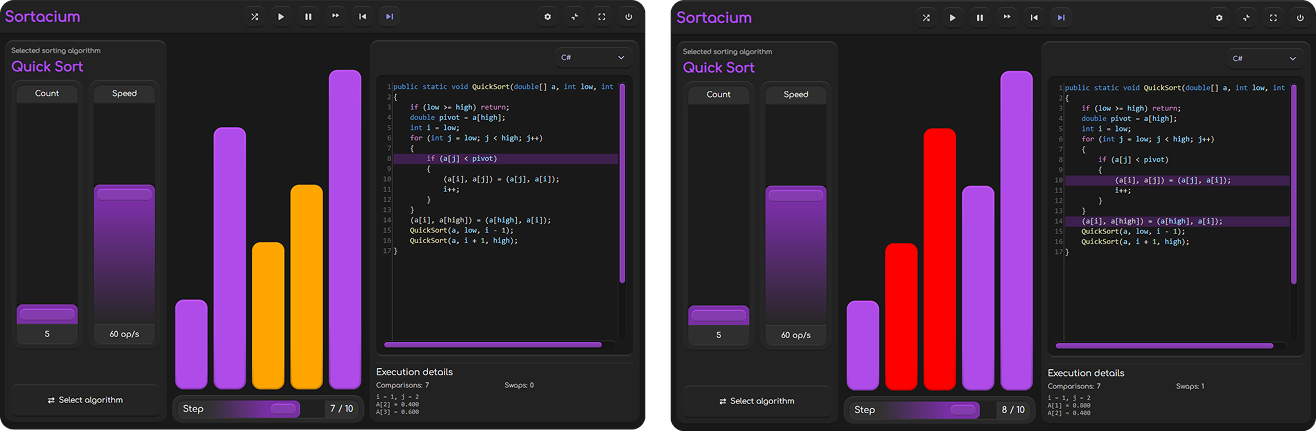 Sortacium
Selected sorting algorithm
Quick Sort
Count
Speed
5
60 op/s
Select algorithm
Step
7 / 10
C#
1 public static void QuickSort(double[] a, int low, int
2 {
3 if (low >= high) return;
4 double pivot = a[high];
5 int i = low;
6 for (int j = low; j < high; j++)
7 {
8 if (a[j] < pivot)
9 {
10 (a[i], a[j]) = (a[j], a[i]);
11 i++;
12 }
13 }
14 (a[i], a[high]) = (a[high], a[i]);
15 QuickSort(a, low, i - 1);
16 QuickSort(a, i + 1, high);
17 }
Execution details
Comparisons: 7 Swaps: 0
i = 1, j = 2
A[2] = 0.400
A[3] = 0.600
Sortacium
Selected sorting algorithm
Quick Sort
Count
Speed
5
60 op/s
Select algorithm
Step
8 / 10
C#
1 public static void QuickSort(double[] a, int low, int
2 {
3 if (low >= high) return;
4 double pivot = a[high];
5 int i = low;
6 for (int j = low; j < high; j++)
7 {
8 if (a[j] < pivot)
9 {
10 (a[i], a[j]) = (a[j], a[i]);
11 i++;
12 }
13 }
14 (a[i], a[high]) = (a[high], a[i]);
15 QuickSort(a, low, i - 1);
16 QuickSort(a, i + 1, high);
17 }
Execution details
Comparisons: 7 Swaps: 1
i = 1, j = 2
A[1] = 0.800
A[2] = 0.400